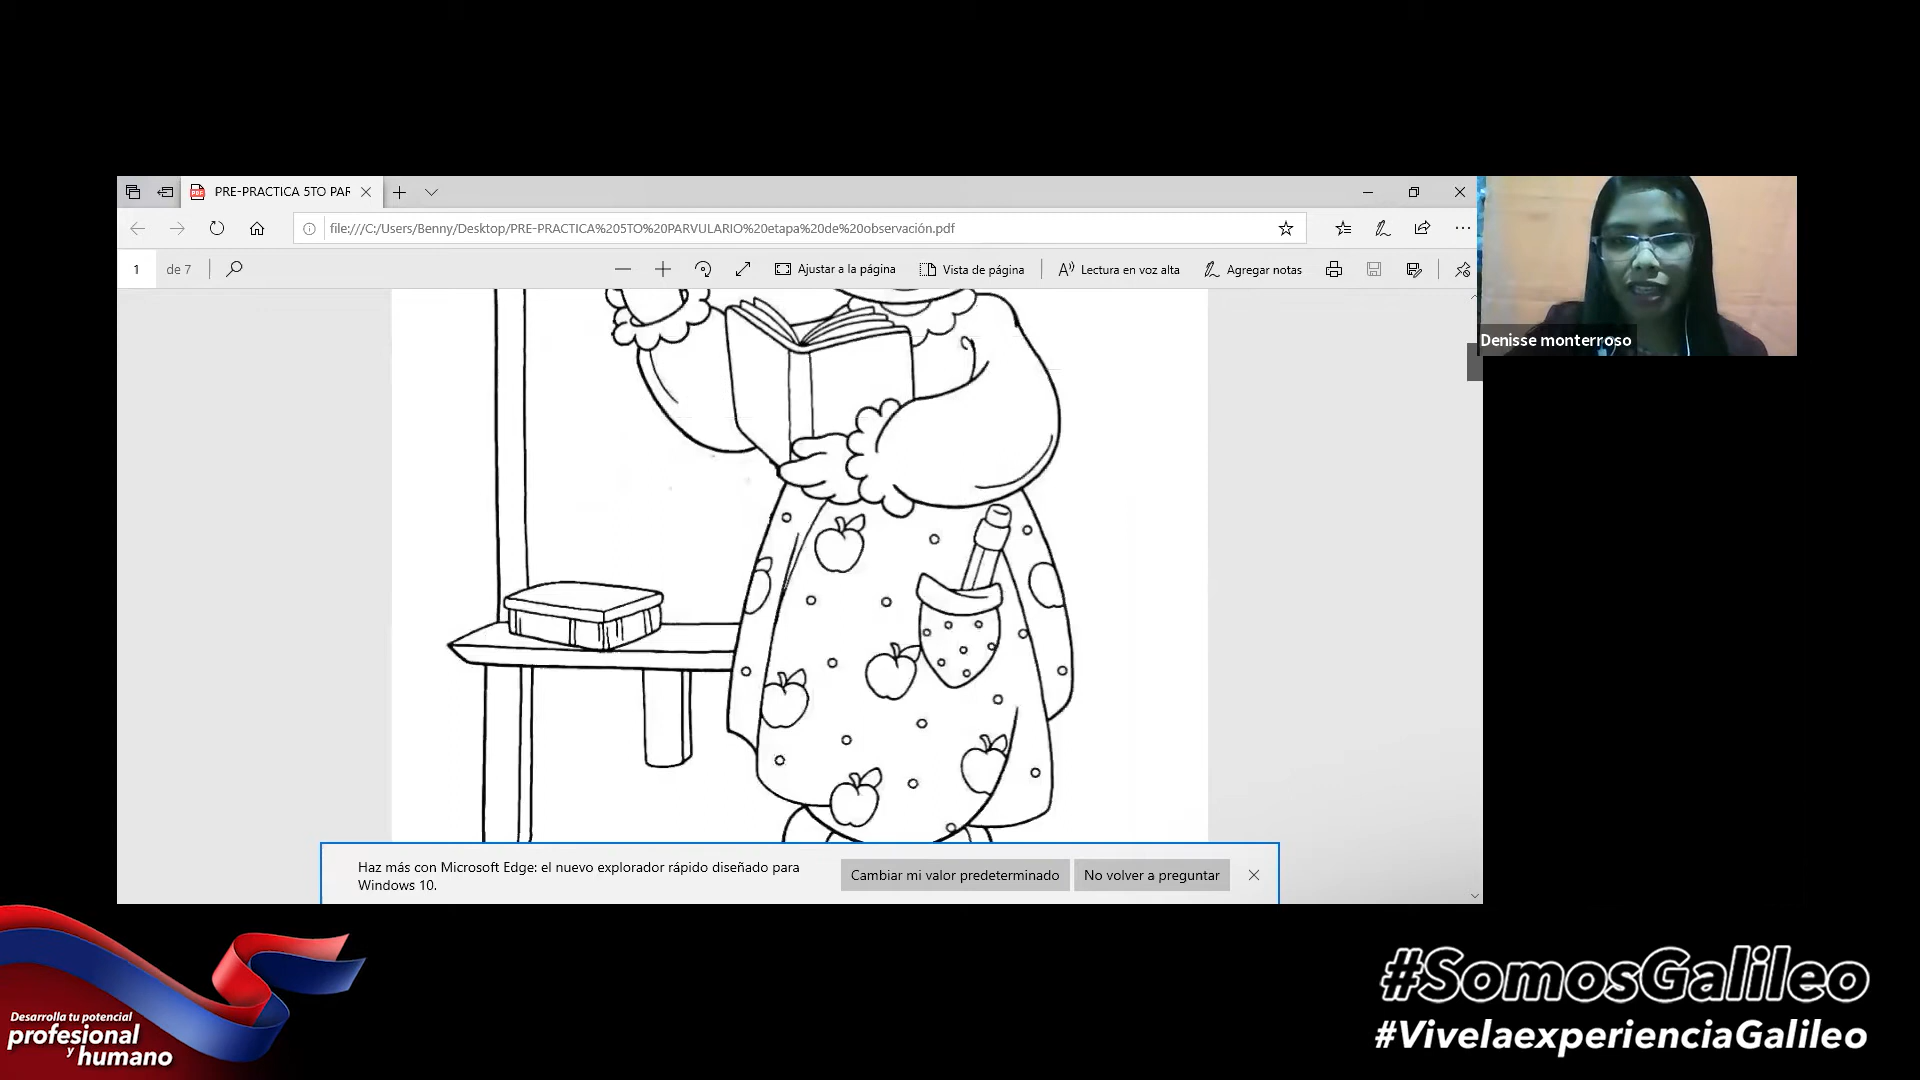 PRE-PRACTICA 5TO PAR
file:///C:/Users/Benny/Desktop/PRE-PRACTICA%205TO%20PARVULARIO%20etapa%20de%20observación.pdf
1 de 7
Ajustar a la página
Vista de página
Lectura en voz alta
Agregar notas
Denisse monterroso
Haz más con Microsoft Edge: el nuevo explorador rápido diseñado para
Windows 10.
Cambiar mi valor predeterminado
No volver a preguntar
Desarrolla tu potencial
profesional
y humano
#SomosGalileo
#VivelaexperienciaGalileo